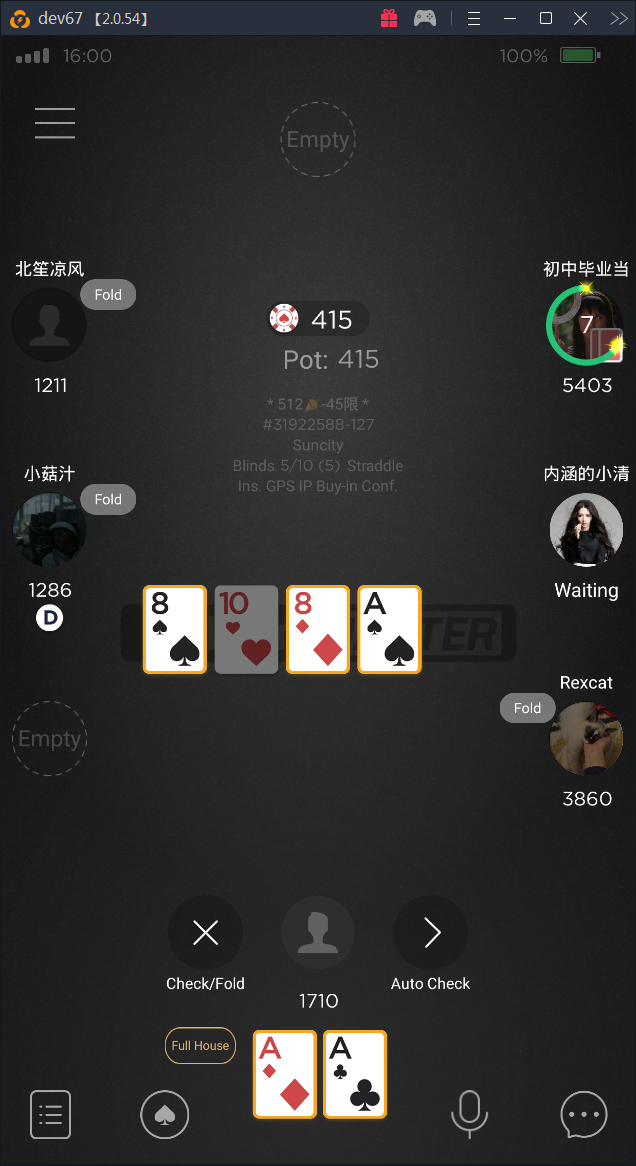 dev67 【2.0.54】
16:00
100%
Empty
北笙凉风
初中毕业当
Fold
7
1211
5403
415
Pot: 415
* 512 -45限 *
#31922588-127
Suncity
Blinds 5/10 (5) Straddle
Ins. GPS IP Buy-in Conf.
小菇汁
内涵的小清
Fold
1286
Waiting
D
8
10
8
A
Rexcat
Fold
Empty
3860
Check/Fold
1710
Auto Check
Full House
A
A